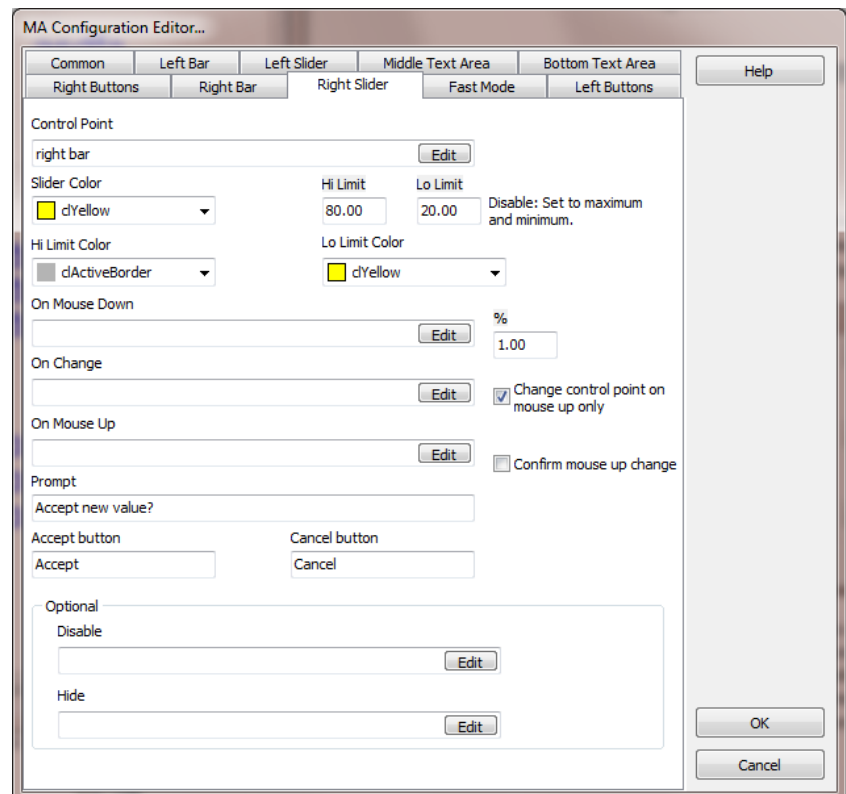 MA Configuration Editor...
Common Left Bar Left Slider Middle Text Area Bottom Text Area
Right Buttons Right Bar Right Slider Fast Mode Left Buttons
Help
Control Point
right bar Edit
Slider Color Hi Limit Lo Limit
clYellow 80.00 20.00 Disable: Set to maximum
and minimum.
Hi Limit Color Lo Limit Color
clActiveBorder clYellow
On Mouse Down %
Edit 1.00
On Change
Edit Change control point on
mouse up only
On Mouse Up
Edit Confirm mouse up change
Prompt
Accept new value?
Accept button Cancel button
Accept Cancel
Optional
Disable
Edit
Hide
Edit
OK
Cancel